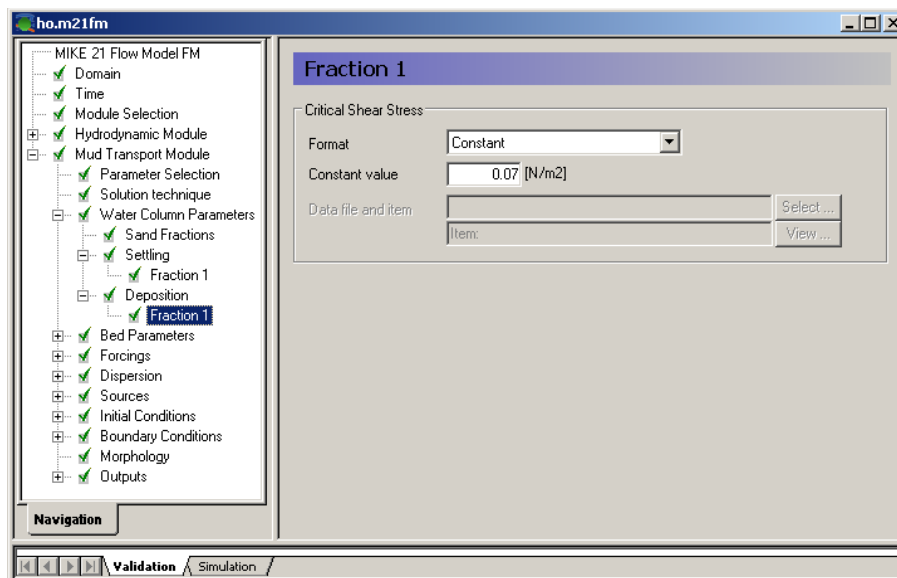 ho.m21fm
MIKE 21 Flow Model FM
Domain
Time
Module Selection
Hydrodynamic Module
Mud Transport Module
Parameter Selection
Solution technique
Water Column Parameters
Sand Fractions
Settling
Fraction 1
Deposition
Fraction 1
Bed Parameters
Forcings
Dispersion
Sources
Initial Conditions
Boundary Conditions
Morphology
Outputs
Navigation
Fraction 1
Critical Shear Stress
Format Constant
Constant value 0.07 [N/m2]
Data file and item Select ...
Item: View ...
Validation Simulation